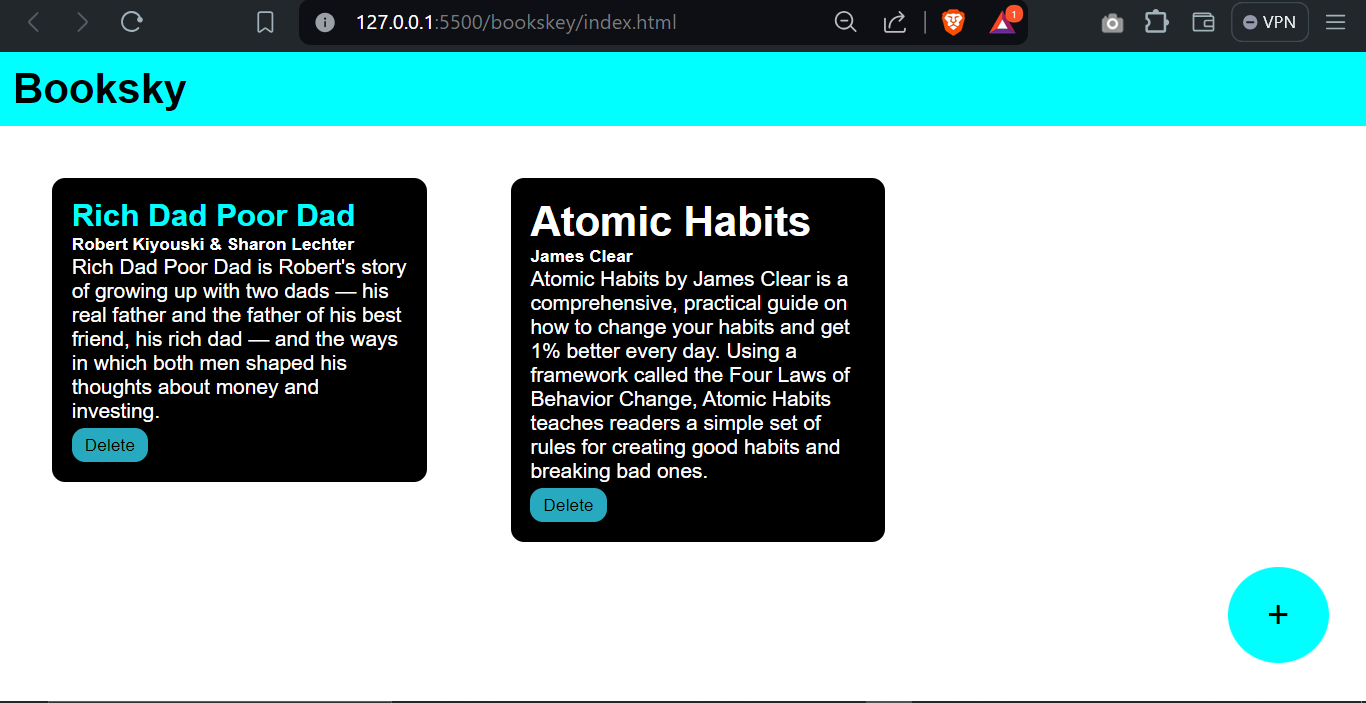 127.0.0.1:5500/bookskey/index.html
1
VPN
Booksky
Rich Dad Poor Dad
Robert Kiyouski & Sharon Lechter
Rich Dad Poor Dad is Robert's story
of growing up with two dads — his
real father and the father of his best
friend, his rich dad — and the ways
in which both men shaped his
thoughts about money and
investing.
Delete
Atomic Habits
James Clear
Atomic Habits by James Clear is a
comprehensive, practical guide on
how to change your habits and get
1% better every day. Using a
framework called the Four Laws of
Behavior Change, Atomic Habits
teaches readers a simple set of
rules for creating good habits and
breaking bad ones.
Delete
+